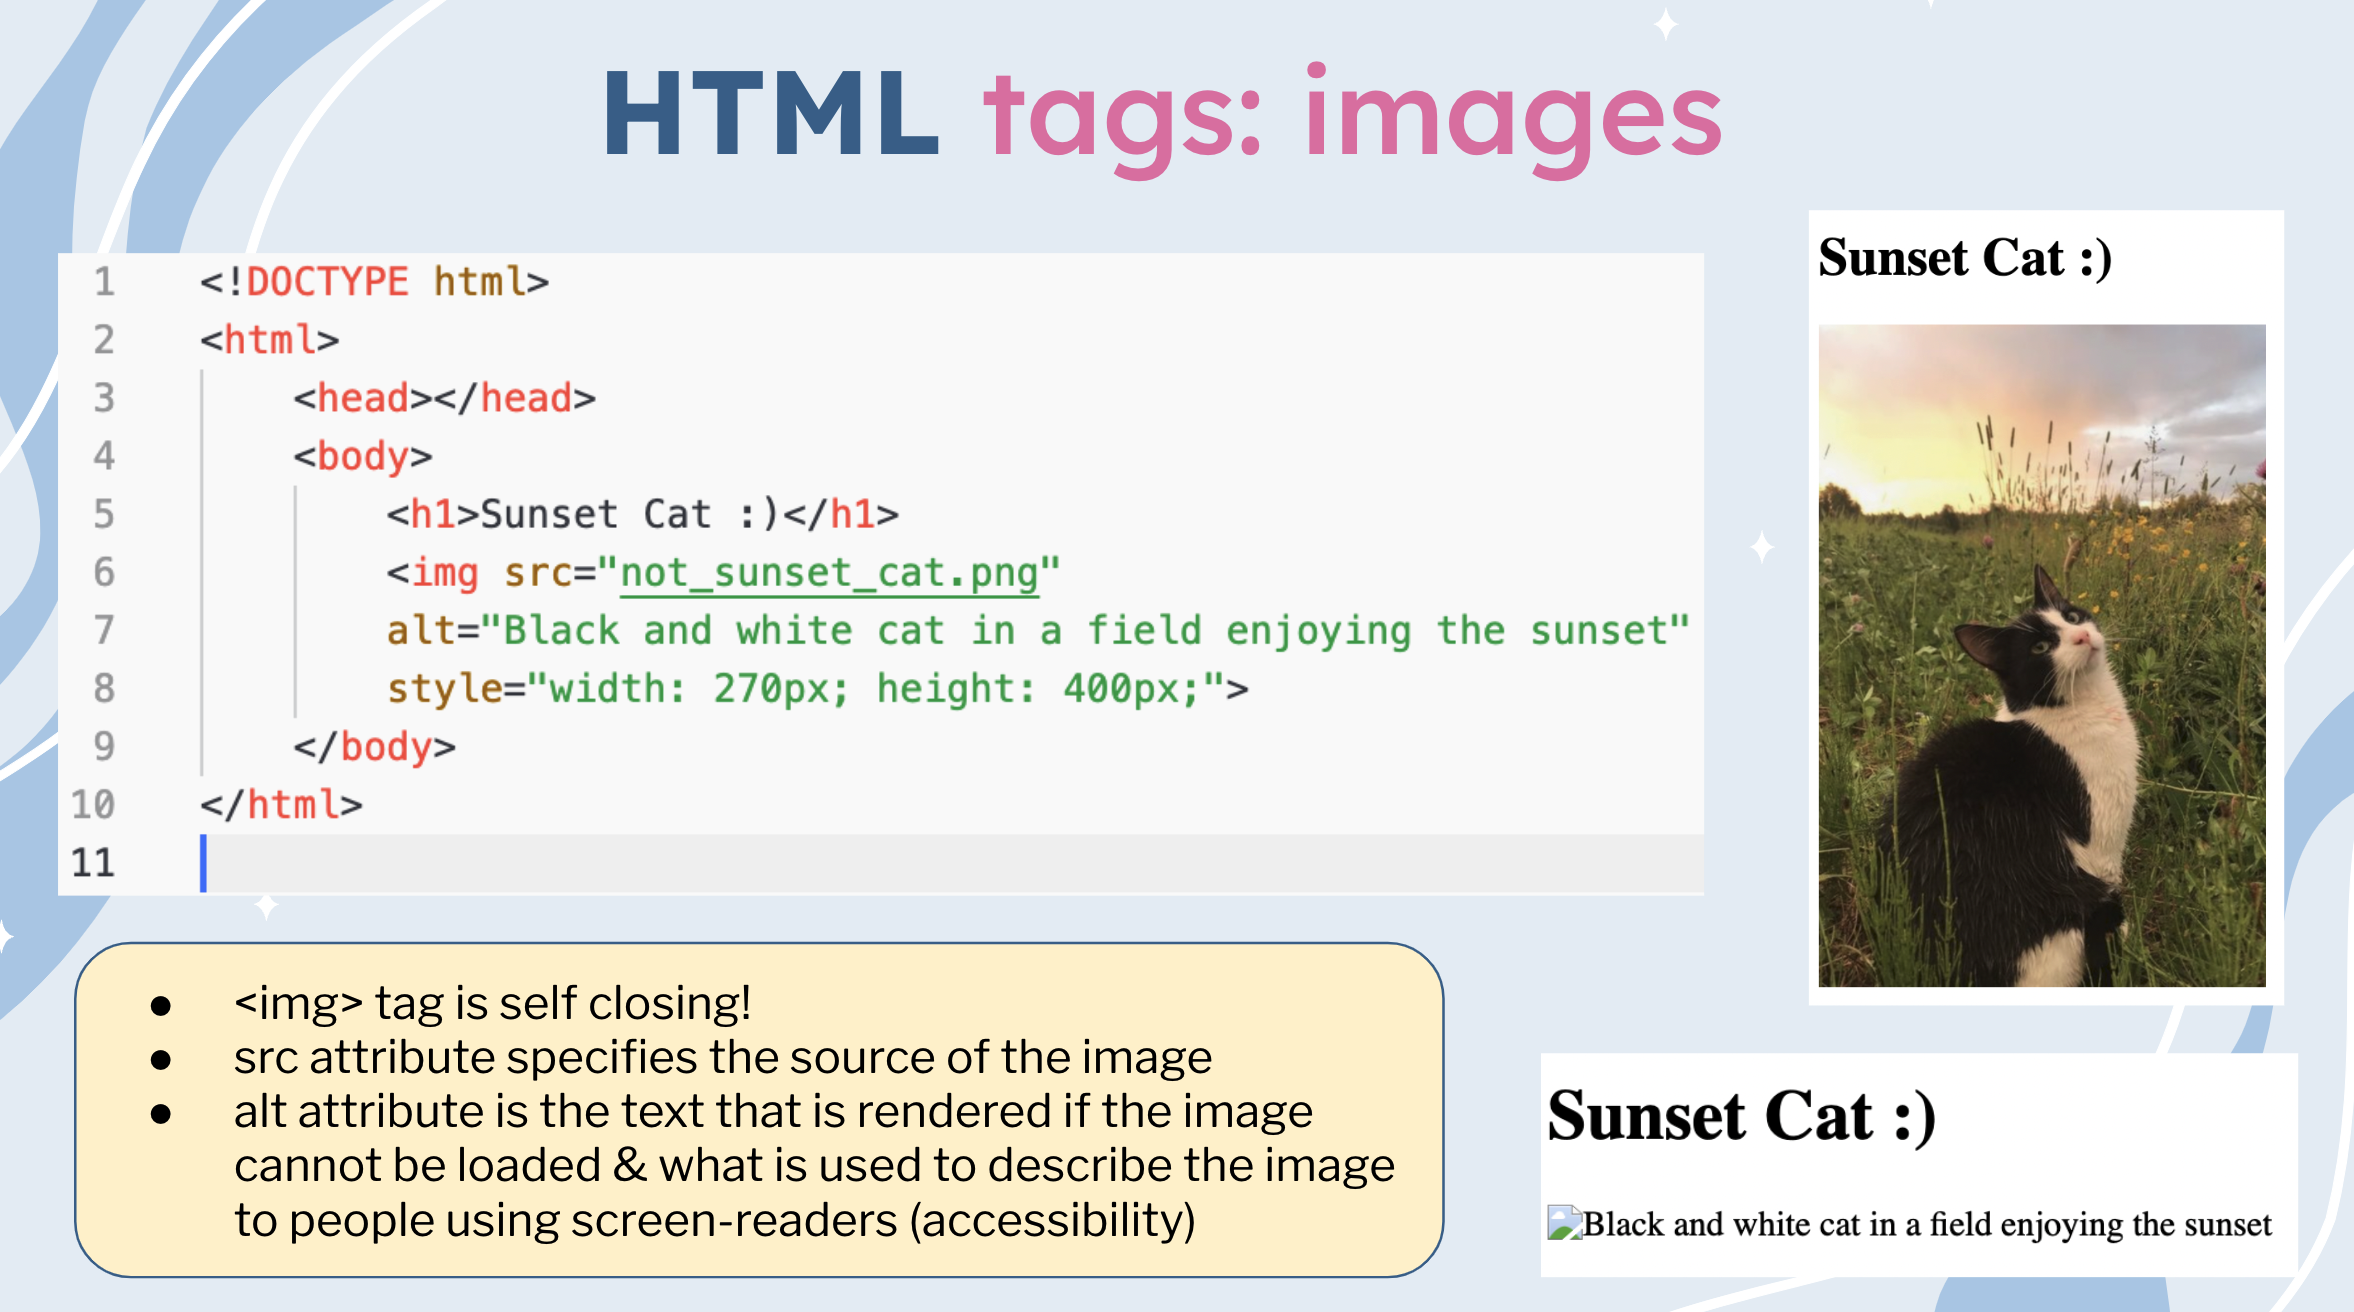 HTML tags: images
1 <!DOCTYPE html>
2 <html>
3 <head></head>
4 <body>
5 <h1>Sunset Cat :)</h1>
6 <img src="not_sunset_cat.png"
7 alt="Black and white cat in a field enjoying the sunset"
8 style="width: 270px; height: 400px;">
9 </body>
10 </html>
11
● <img> tag is self closing!
● src attribute specifies the source of the image
● alt attribute is the text that is rendered if the image
cannot be loaded & what is used to describe the image
to people using screen-readers (accessibility)
Sunset Cat :)
Sunset Cat :)
Black and white cat in a field enjoying the sunset